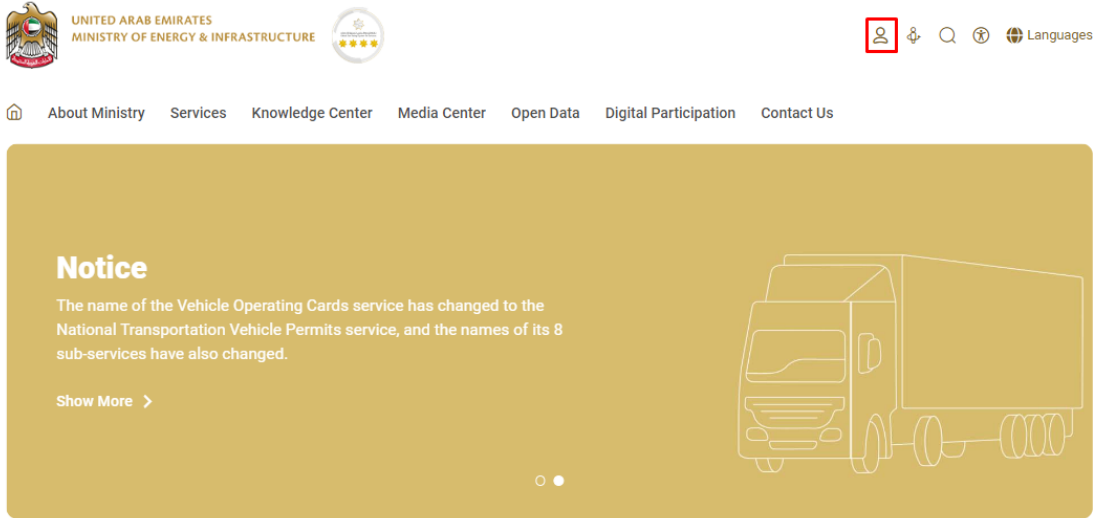 UNITED ARAB EMIRATES
MINISTRY OF ENERGY & INFRASTRUCTURE
Languages
About Ministry
Services
Knowledge Center
Media Center
Open Data
Digital Participation
Contact Us
Notice
The name of the Vehicle Operating Cards service has changed to the
National Transportation Vehicle Permits service, and the names of its 8
sub-services have also changed.
Show More